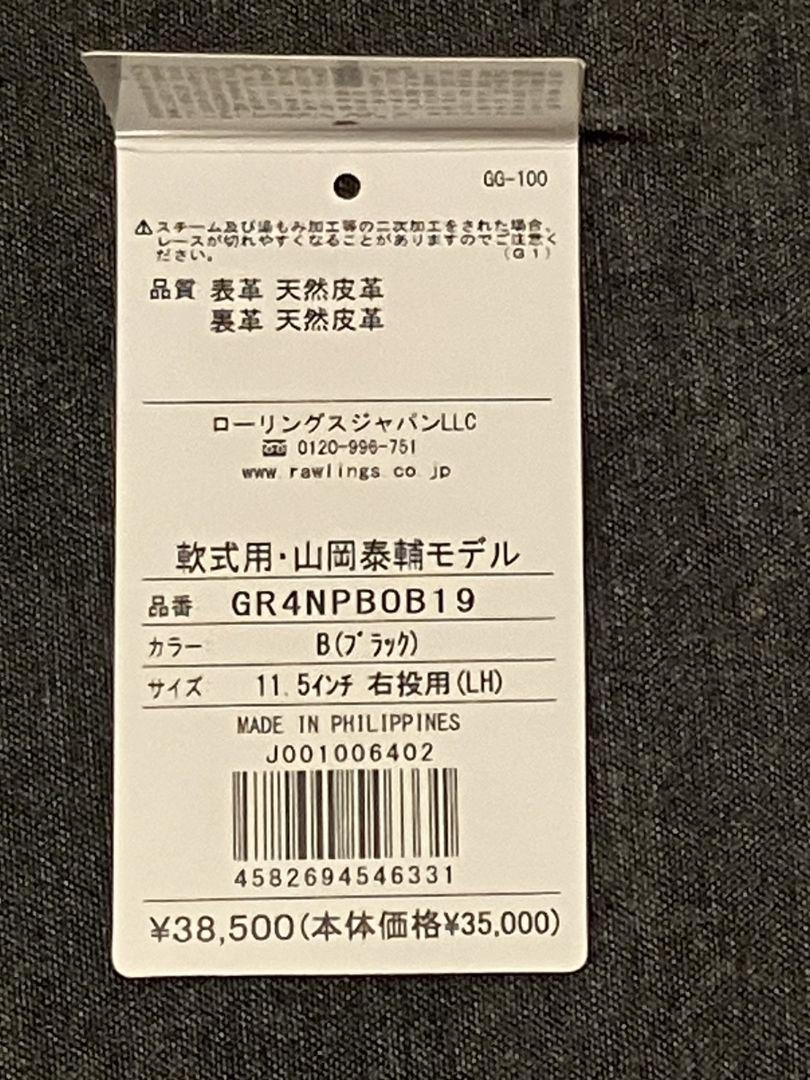 GG-100
⚠スチーム及び湯もみ加工等の二次加工をされた場合、
レースが切れやすくなることがありますのでご注意く
ださい。 (G1)
品質 表革 天然皮革
裏革 天然皮革
ローリングスジャパンLLC
0120-996-751
www.rawlings.co.jp
軟式用・山岡泰輔モデル
品番 GR4NPBOB19
カラー B(ブラック)
サイズ 11.5インチ 右投用(LH)
MADE IN PHILIPPINES
J001006402
4582694546331
¥38,500(本体価格¥35,000)